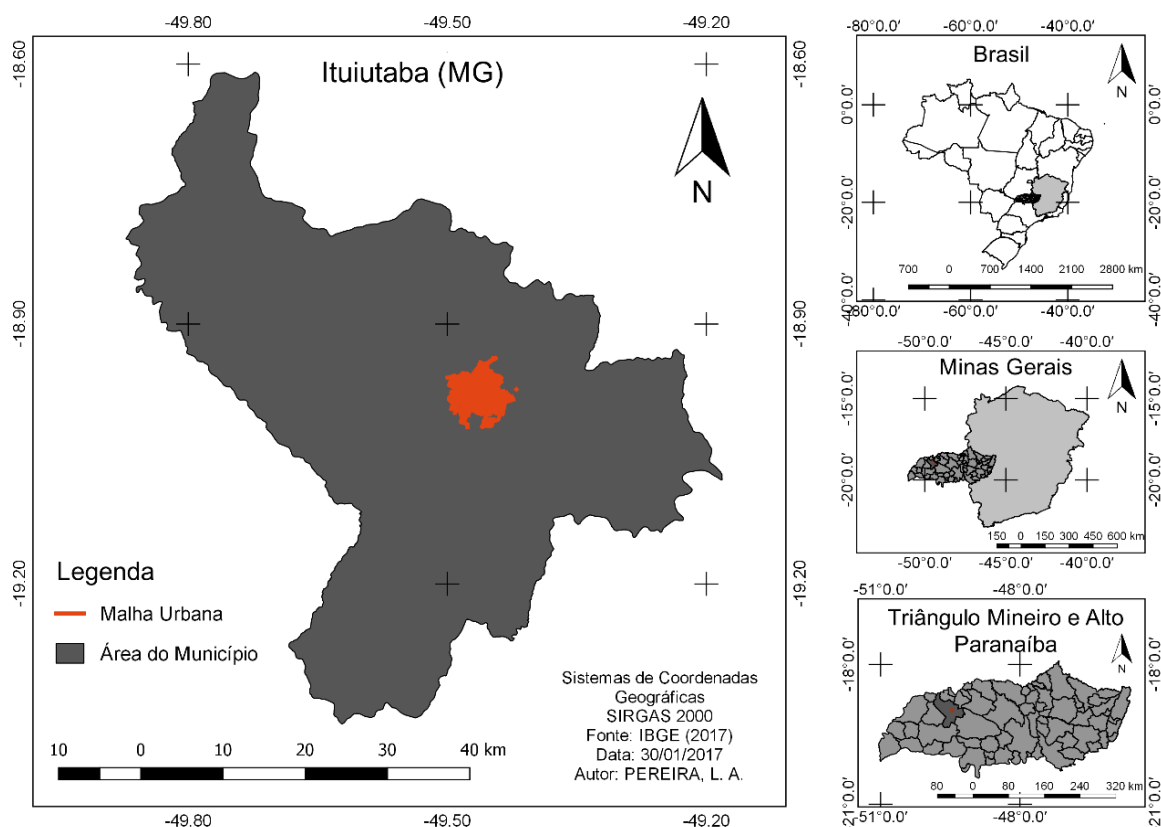 -49.80 -49.50 -49.20
Ituiutaba (MG)
N
-18.60 -18.60
-18.90 -18.90
-19.20 -19.20
Legenda
Malha Urbana
Área do Município
Sistemas de Coordenadas
Geográficas
SIRGAS 2000
Fonte: IBGE (2017)
Data: 30/01/2017
Autor: PEREIRA, L. A.
10 0 10 20 30 40 km
-49.80 -49.50 -49.20
-80°0.0' -60°0.0' -40°0.0'
Brasil
N
0°0.0' 0°0.0'
-20°0.0' -20°0.0'
700 0 700 1400 2100 2800 km
-40°0.0' -40°0.0'
-80°0.0' -60°0.0' -40°0.0'
-50°0.0' -45°0.0' -40°0.0'
Minas Gerais
N
-15°0.0' -15°0.0'
-20°0.0' -20°0.0'
150 0 150 300 450 600 km
-50°0.0' -45°0.0' -40°0.0'
-51°0.0' -48°0.0'
Triângulo Mineiro e Alto
Paranaíba
N
-18°0.0' -18°0.0'
80 0 80 160 240 320 km
21°0.0' 21°0.0'
-51°0.0' -48°0.0'